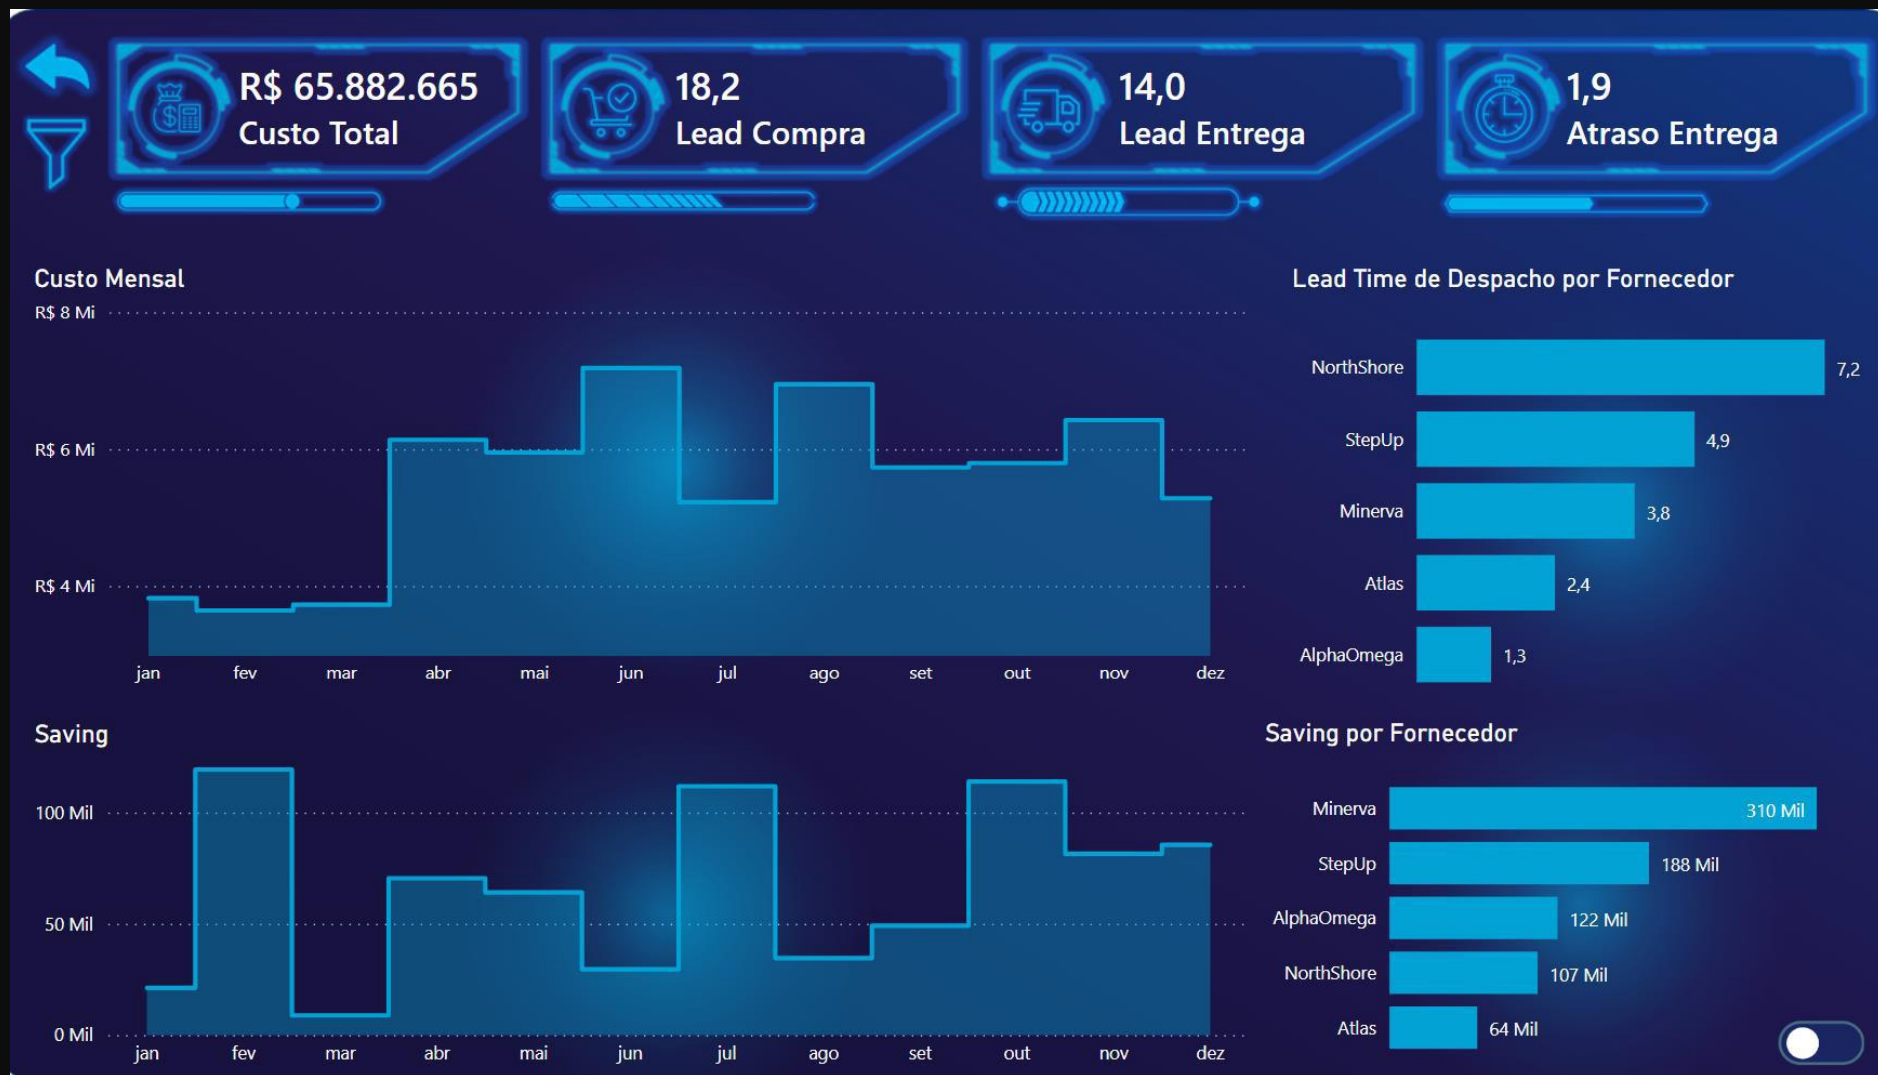 R$ 65.882.665
Custo Total
18,2
Lead Compra
14,0
Lead Entrega
1,9
Atraso Entrega
Custo Mensal
R$ 8 Mi
R$ 6 Mi
R$ 4 Mi
jan fev mar abr mai jun jul ago set out nov dez
Lead Time de Despacho por Fornecedor
NorthShore 7,2
StepUp 4,9
Minerva 3,8
Atlas 2,4
AlphaOmega 1,3
Saving
100 Mil
50 Mil
0 Mil
jan fev mar abr mai jun jul ago set out nov dez
Saving por Fornecedor
Minerva 310 Mil
StepUp 188 Mil
AlphaOmega 122 Mil
NorthShore 107 Mil
Atlas 64 Mil